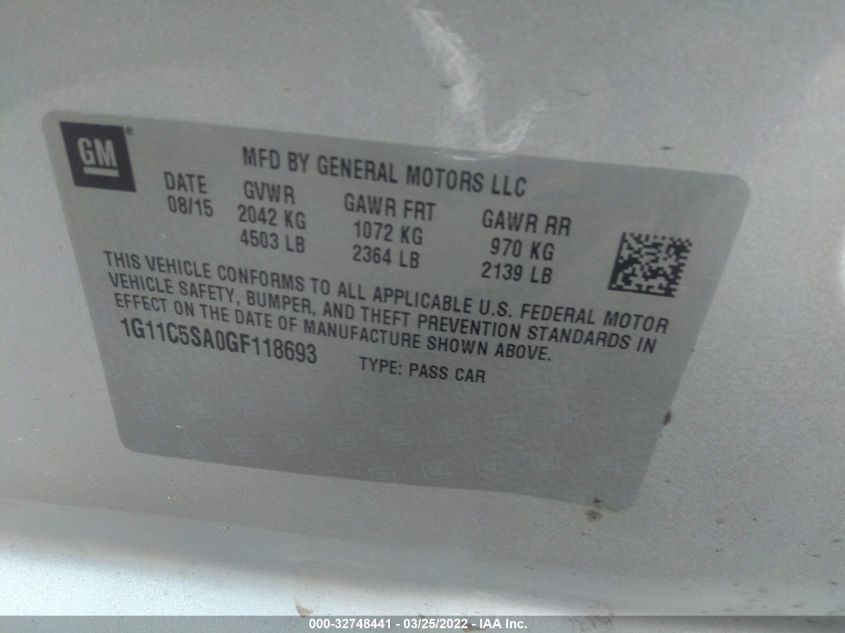 GM®
MFD BY GENERAL MOTORS LLC
DATE GVWR GAWR FRT GAWR RR
08/15 2042 KG 1072 KG 970 KG
4503 LB 2364 LB 2139 LB
THIS VEHICLE CONFORMS TO ALL APPLICABLE U.S. FEDERAL MOTOR
VEHICLE SAFETY, BUMPER, AND THEFT PREVENTION STANDARDS IN
EFFECT ON THE DATE OF MANUFACTURE SHOWN ABOVE.
1G11C5SA0GF118693 TYPE: PASS CAR
000-32748441 - 03/25/2022 - IAA Inc.